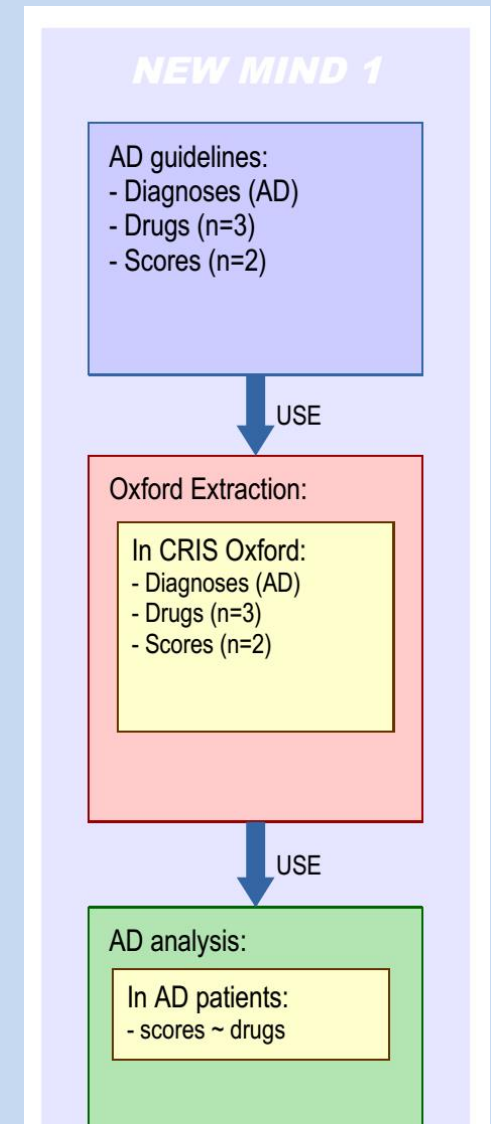 NEW MIND 1
AD guidelines:
- Diagnoses (AD)
- Drugs (n=3)
- Scores (n=2)
USE
Oxford Extraction:
In CRIS Oxford:
- Diagnoses (AD)
- Drugs (n=3)
- Scores (n=2)
USE
AD analysis:
In AD patients:
- scores ~ drugs